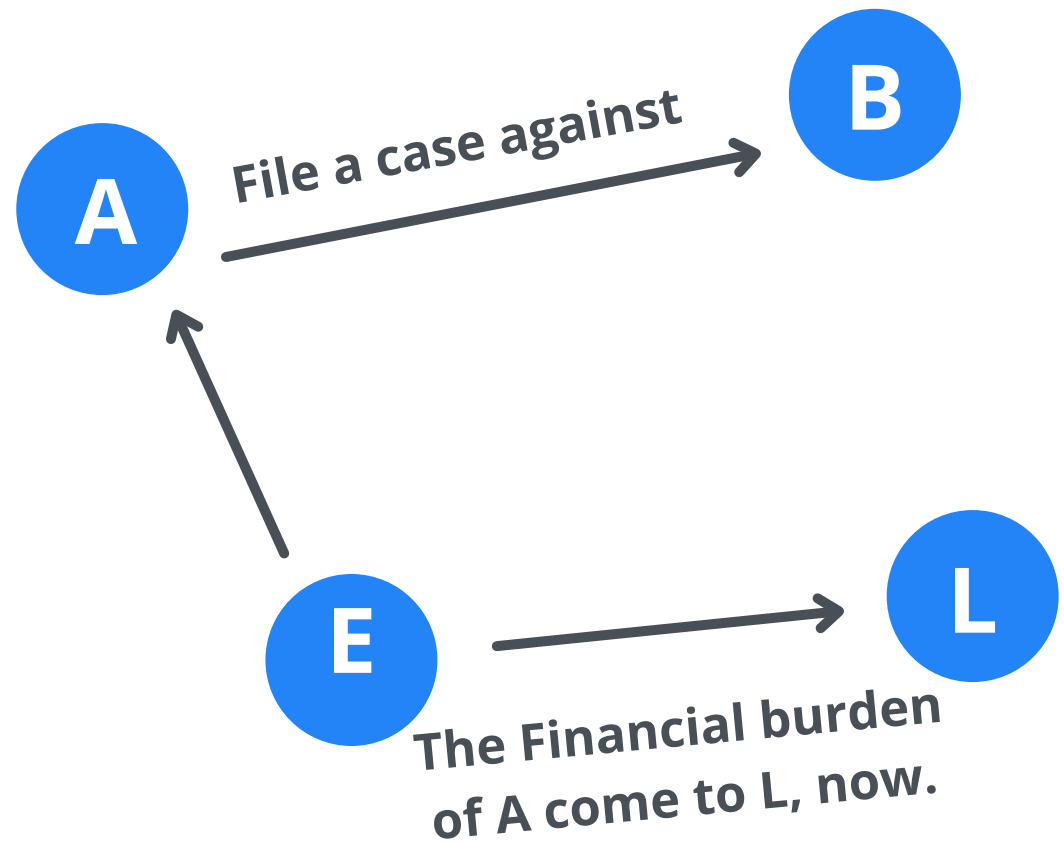 B
File a case against
A
E
L
The Financial burden
of A come to L, now.